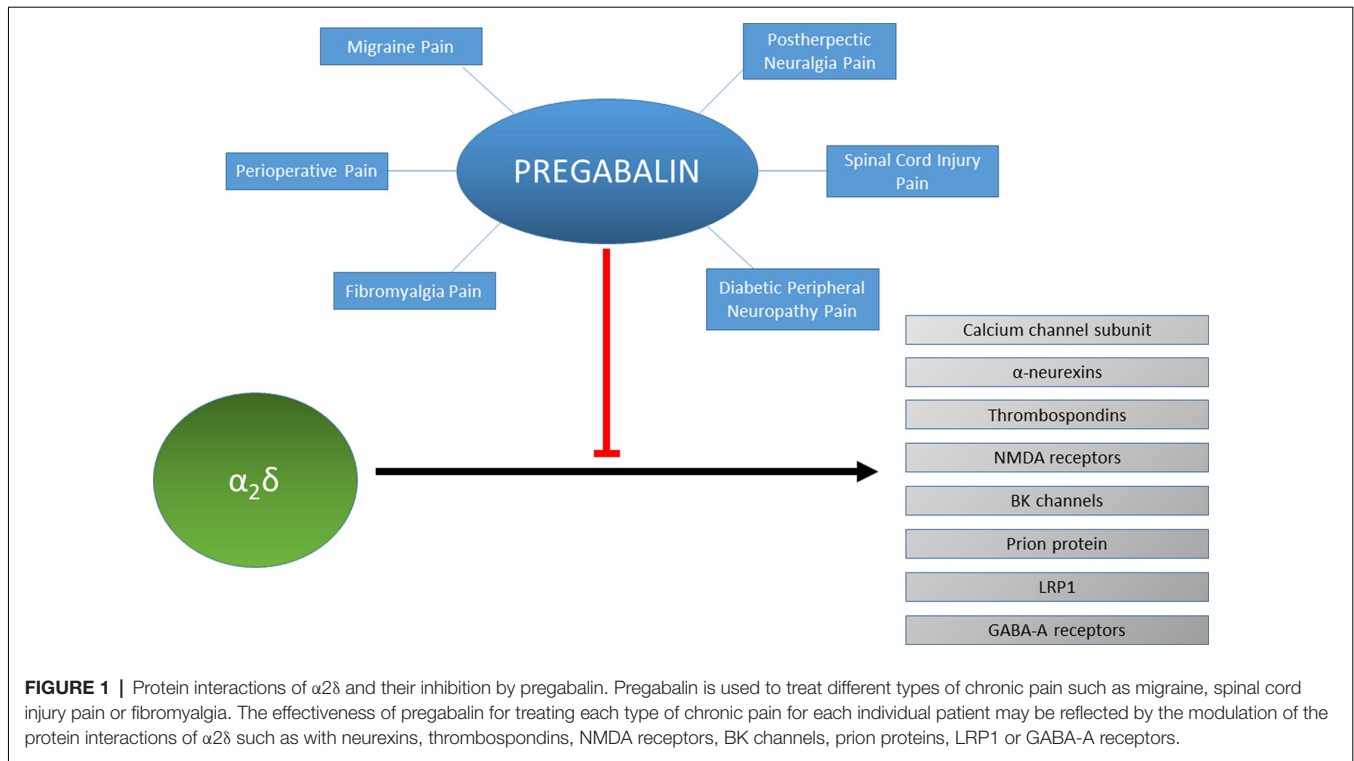 Migraine Pain
Postherpectic
Neuralgia Pain
Perioperative Pain
PREGABALIN
Spinal Cord Injury
Pain
Fibromyalgia Pain
Diabetic Peripheral
Neuropathy Pain
Calcium channel subunit
α-neurexins
Thrombospondins
NMDA receptors
α₂δ
BK channels
Prion protein
LRP1
GABA-A receptors
FIGURE 1 | Protein interactions of α2δ and their inhibition by pregabalin. Pregabalin is used to treat different types of chronic pain such as migraine, spinal cord
injury pain or fibromyalgia. The effectiveness of pregabalin for treating each type of chronic pain for each individual patient may be reflected by the modulation of the
protein interactions of α2δ such as with neurexins, thrombospondins, NMDA receptors, BK channels, prion proteins, LRP1 or GABA-A receptors.